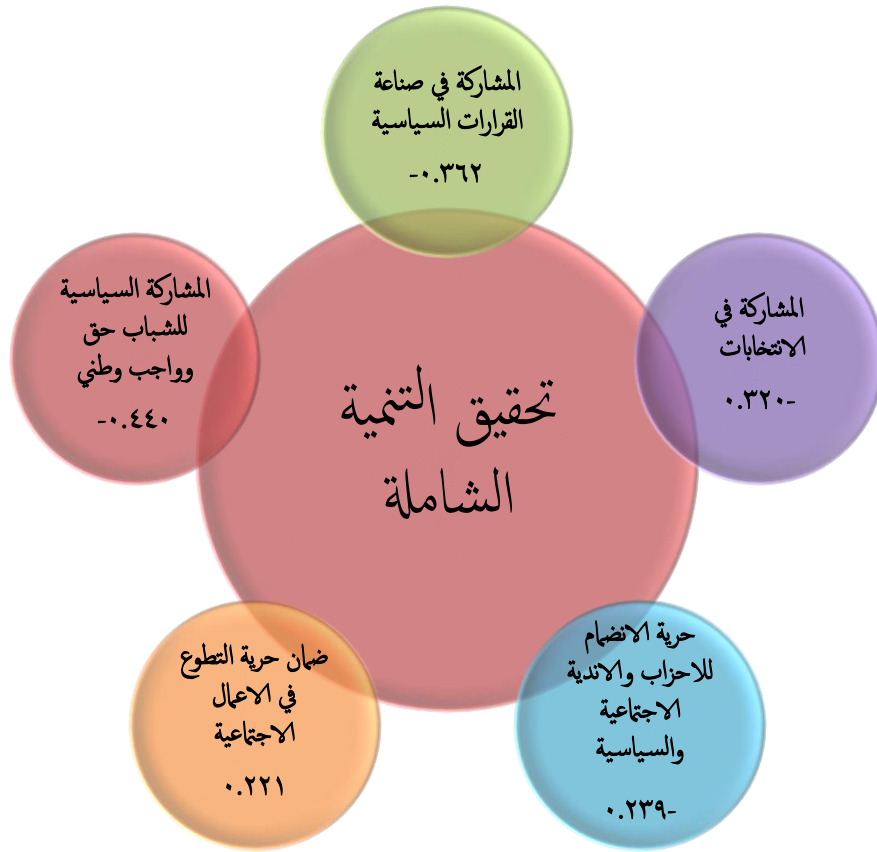 المشاركة في صناعة
القرارات السياسية
-٠.٣٦٢
المشاركة في
الانتخابات
٠.٣٢٠-
حرية الانضمام
للاحزاب والاندية
الاجتماعية
والسياسية
٠.٢٣٩-
ضمان حرية التطوع
في الاعمال
الاجتماعية
٠.٢٢١
المشاركة السياسية
للشباب حق
وواجب وطني
-٠.٤٤٠
تحقيق التنمية
الشاملة